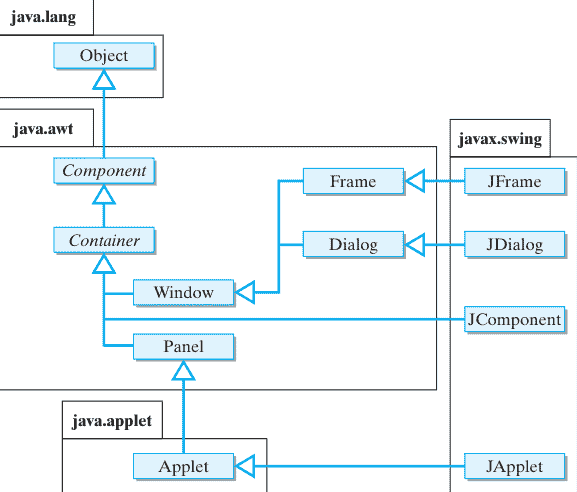 java.lang
Object
java.awt
javax.swing
Component
Frame
JFrame
Container
Dialog
JDialog
Window
JComponent
Panel
java.applet
Applet
JApplet